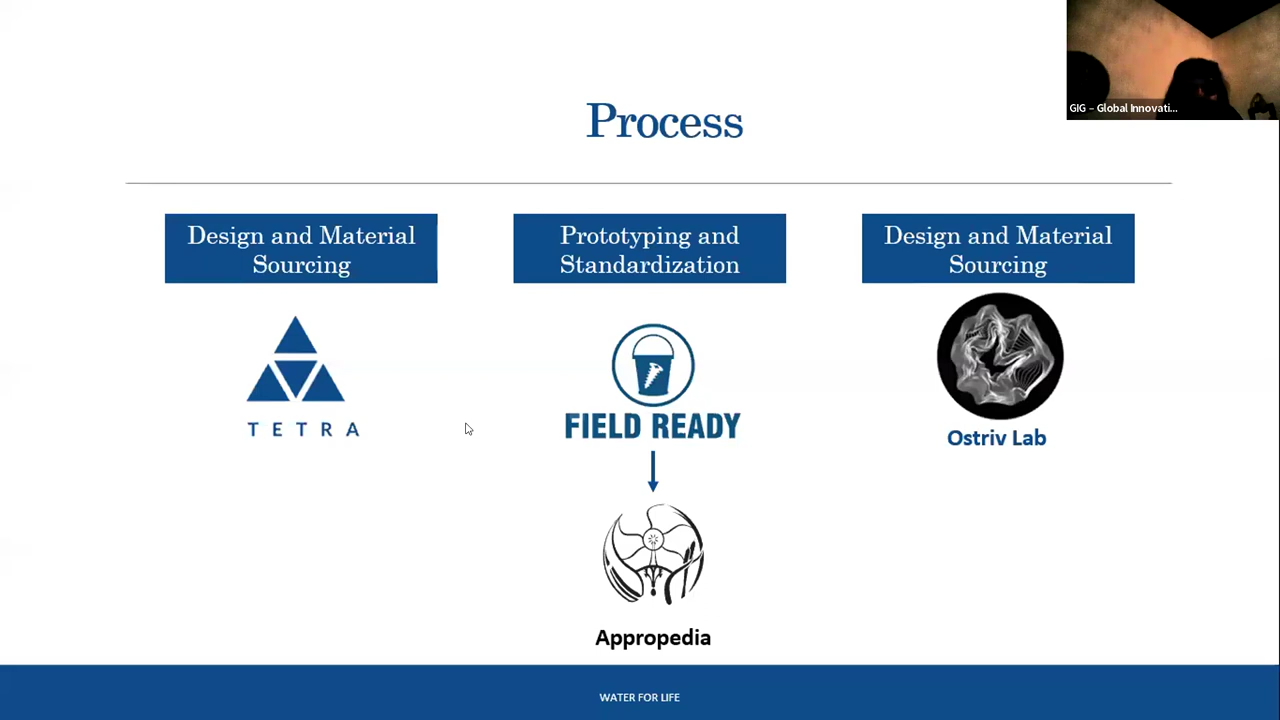 GIG – Global Innovati...
Process
Design and Material
Sourcing
TETRA
Prototyping and
Standardization
FIELD READY
Appropedia
Design and Material
Sourcing
Ostriv Lab
WATER FOR LIFE